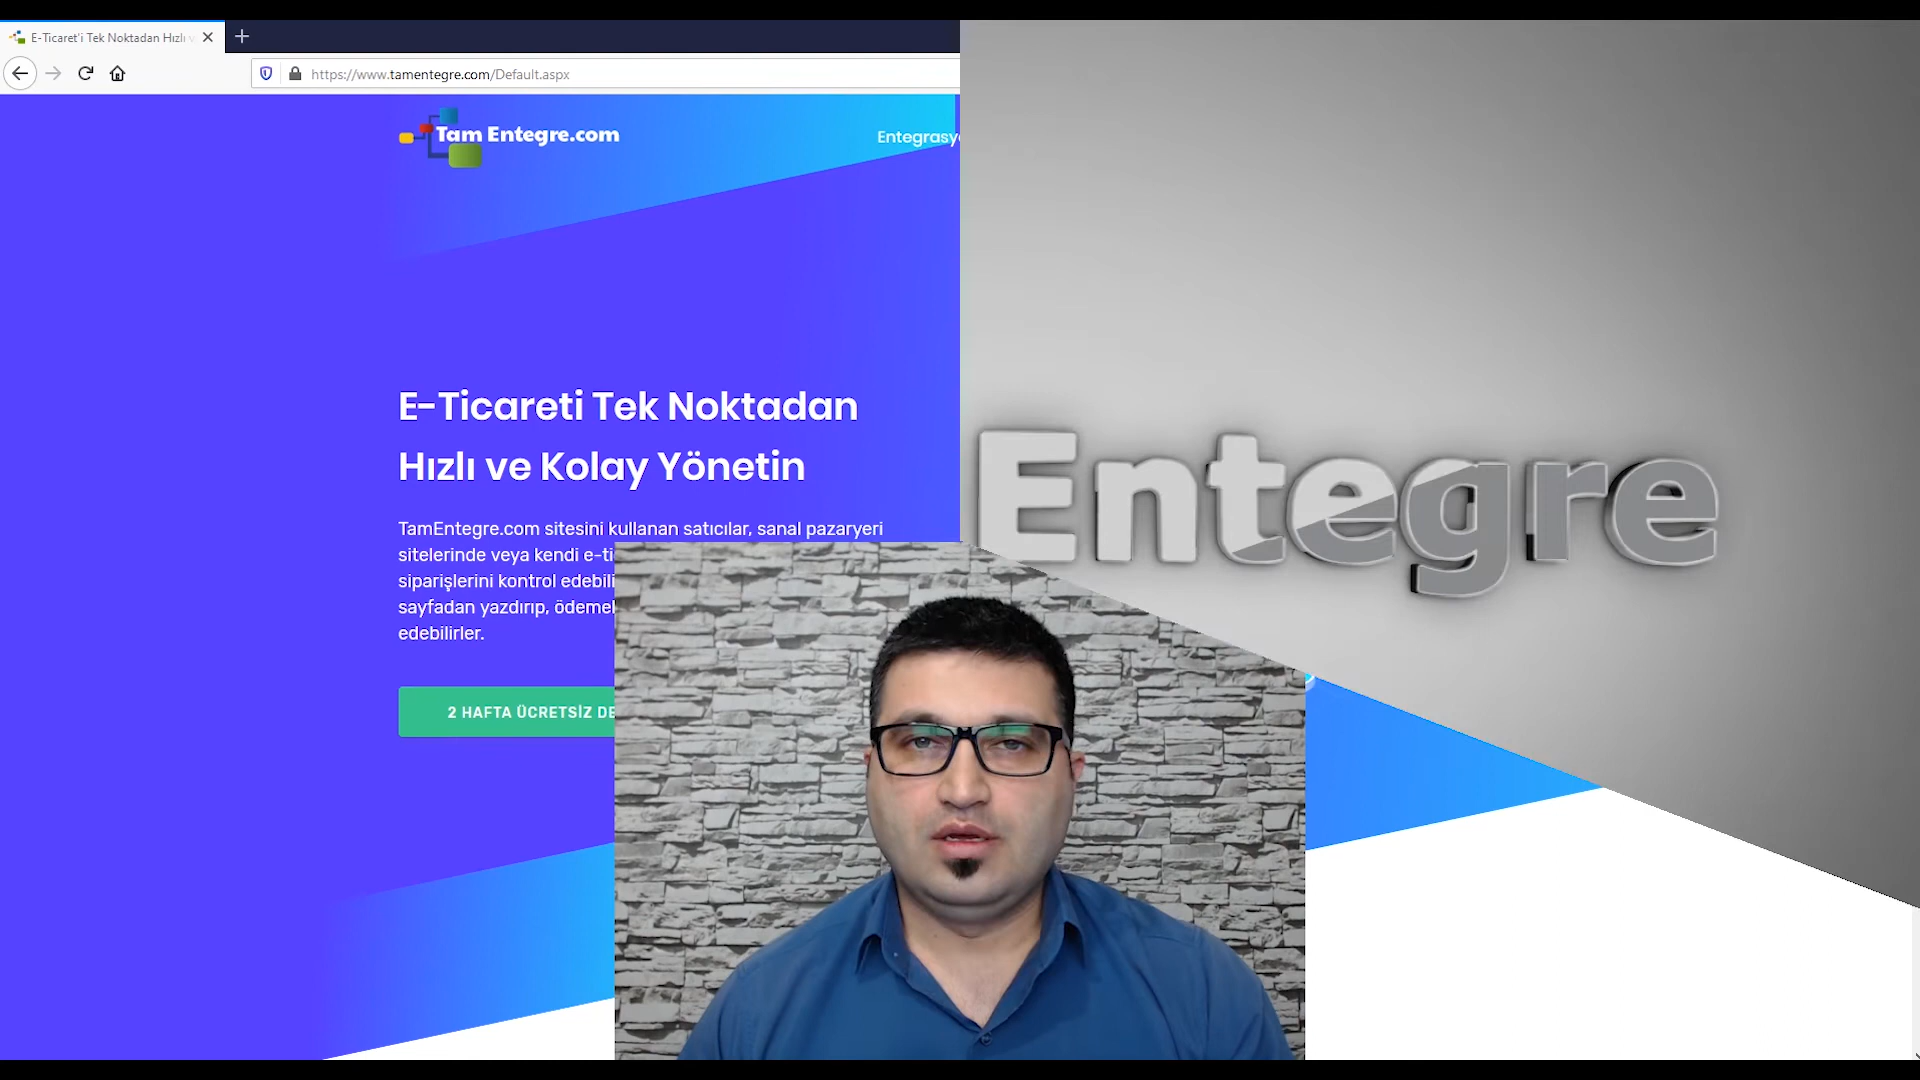 E-Ticaret'i Tek Noktadan Hızlı v
https://www.tamentegre.com/Default.aspx
Tam Entegre.com
Entegrasy
Entegre
E-Ticareti Tek Noktadan
Hızlı ve Kolay Yönetin
TamEntegre.com sitesini kullanan satıcılar, sanal pazaryeri
sitelerinde veya kendi e-ti
siparişlerini kontrol edebili
sayfadan yazdırıp, ödemel
edebilirler.
2 HAFTA ÜCRETSİZ DE